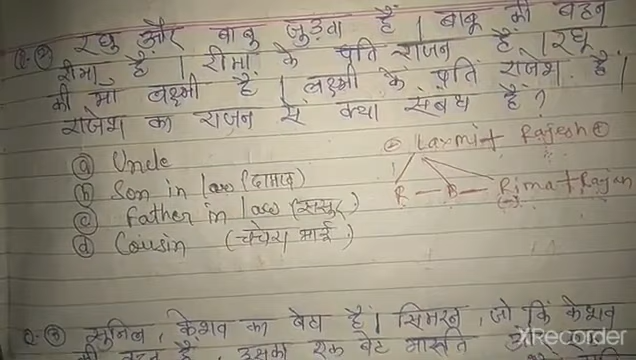 Q-② रघु और बाबु जुड़वा हैं। बाबू की बहन
रीमा है। रीमा के पति राजन हैं। रघु
की माँ लक्ष्मी है। लक्ष्मी के पति राजेश हैं।
राजेश का राजन से क्या संबंध है?
ⓐ Uncle
ⓑ Son in law (दामाद)
ⓒ Father in law (ससुर)
ⓓ Cousin (चचेरा भाई)
⊖ Laxmi + Rajesh ⊕
R — B — Rima + Rajan
(-)
Q-③ सुनिल, केशव का बेटा है। सिमरन, जो कि केशव
की बहन है, उसका एक बेटा मारुति
XRecorder